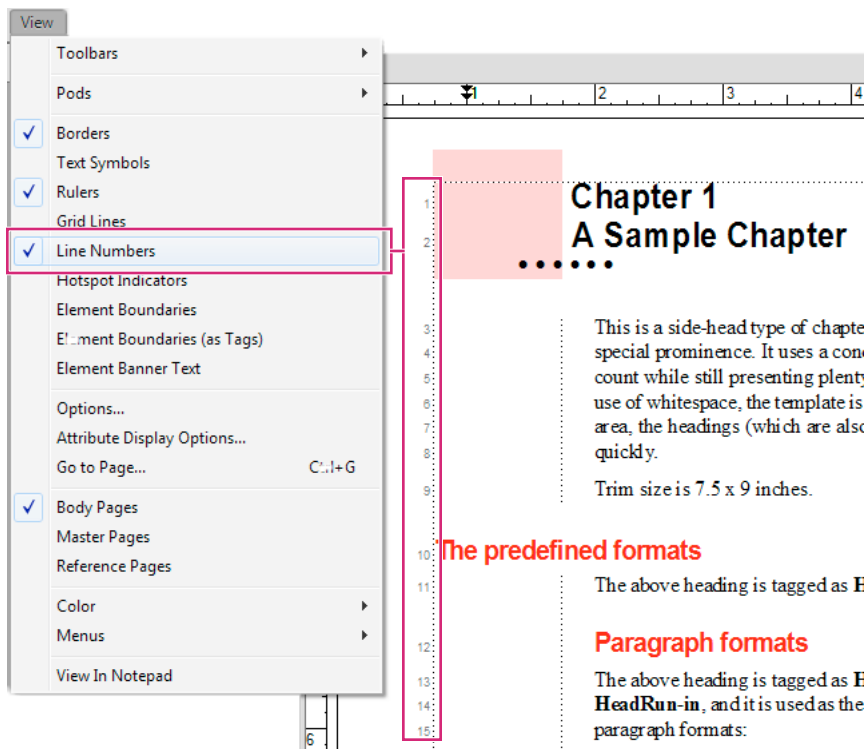 View
Toolbars
Pods
Borders
Text Symbols
Rulers
Grid Lines
Line Numbers
Hotspot Indicators
Element Boundaries
Boundaries (as Tags)
Element Banner Text
Options...
Attribute Display Options...
Go to Page...
Body Pages
Master Pages
Reference Pages
Color
Menus
View In Notepad
1 2 3 4
6
1 Chapter 1
2 A Sample Chapter
3 This is a side-head type of
4 special prominence. It uses a
5 count while still presenting
6 use of whitespace, the template is
7 area, the headings (which are
8 quickly.
9 Trim size is 7.5 x 9 inches.
10 The predefined formats
11 The above heading is tagged as
12 Paragraph formats
13 The above heading is tagged as
14 HeadRun-in, and it is used as the
15 paragraph formats: